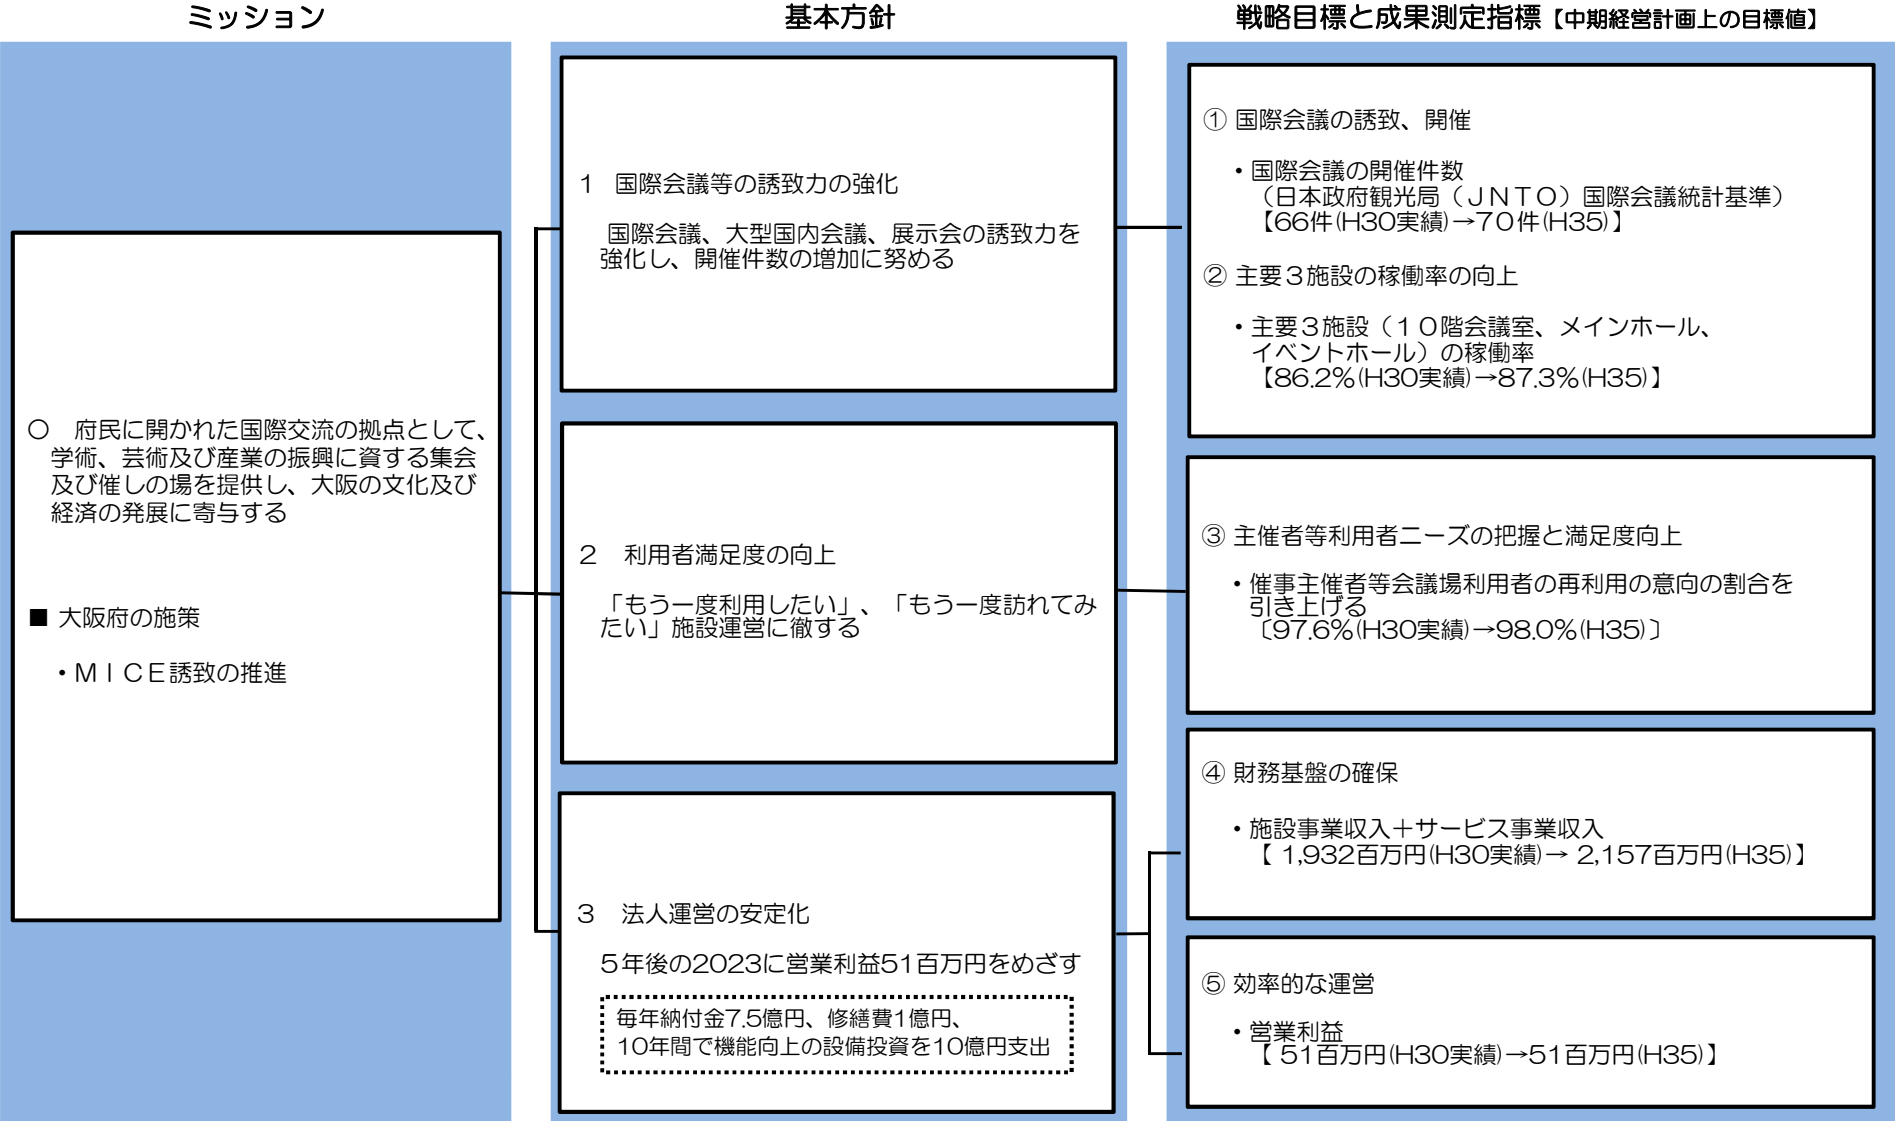 ミッション
○　府民に開かれた国際交流の拠点として、
学術、芸術及び産業の振興に資する集会
及び催しの場を提供し、大阪の文化及び
経済の発展に寄与する
■ 大阪府の施策
・ＭＩＣＥ誘致の推進
基本方針
１　国際会議等の誘致力の強化
国際会議、大型国内会議、展示会の誘致力を
強化し、開催件数の増加に努める
２　利用者満足度の向上
「もう一度利用したい」、「もう一度訪れてみ
たい」施設運営に徹する
３　法人運営の安定化
５年後の2023に営業利益51百万円をめざす
毎年納付金7.5億円、修繕費1億円、
10年間で機能向上の設備投資を10億円支出
戦略目標と成果測定指標【中期経営計画上の目標値】
① 国際会議の誘致、開催
・国際会議の開催件数
（日本政府観光局（ＪＮＴＯ）国際会議統計基準）
【66件(H30実績)→70件(H35)】
② 主要３施設の稼働率の向上
・主要３施設（１０階会議室、メインホール、
イベントホール）の稼働率
【86.2％(H30実績)→87.3％(H35)】
③ 主催者等利用者ニーズの把握と満足度向上
・催事主催者等会議場利用者の再利用の意向の割合を
引き上げる
〔97.6％(H30実績)→98.0％(H35)〕
④ 財務基盤の確保
・施設事業収入＋サービス事業収入
【 1,932百万円(H30実績)→ 2,157百万円(H35)】
⑤ 効率的な運営
・営業利益
【 51百万円(H30実績)→51百万円(H35)】